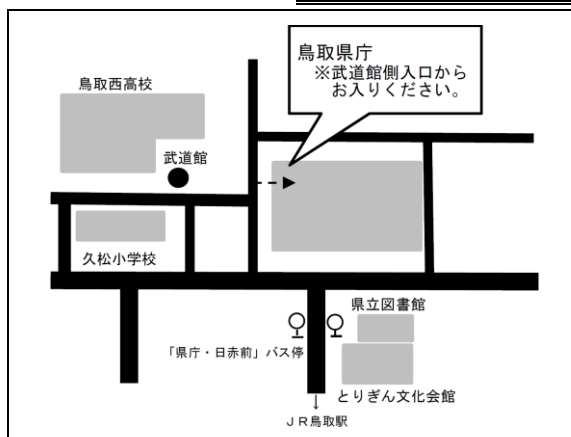 鳥取県庁
※武道館側入口から
お入りください。
鳥取西高校
武道館
久松小学校
県立図書館
「県庁・日赤前」バス停
とりぎん文化会館
↓
ＪＲ鳥取駅